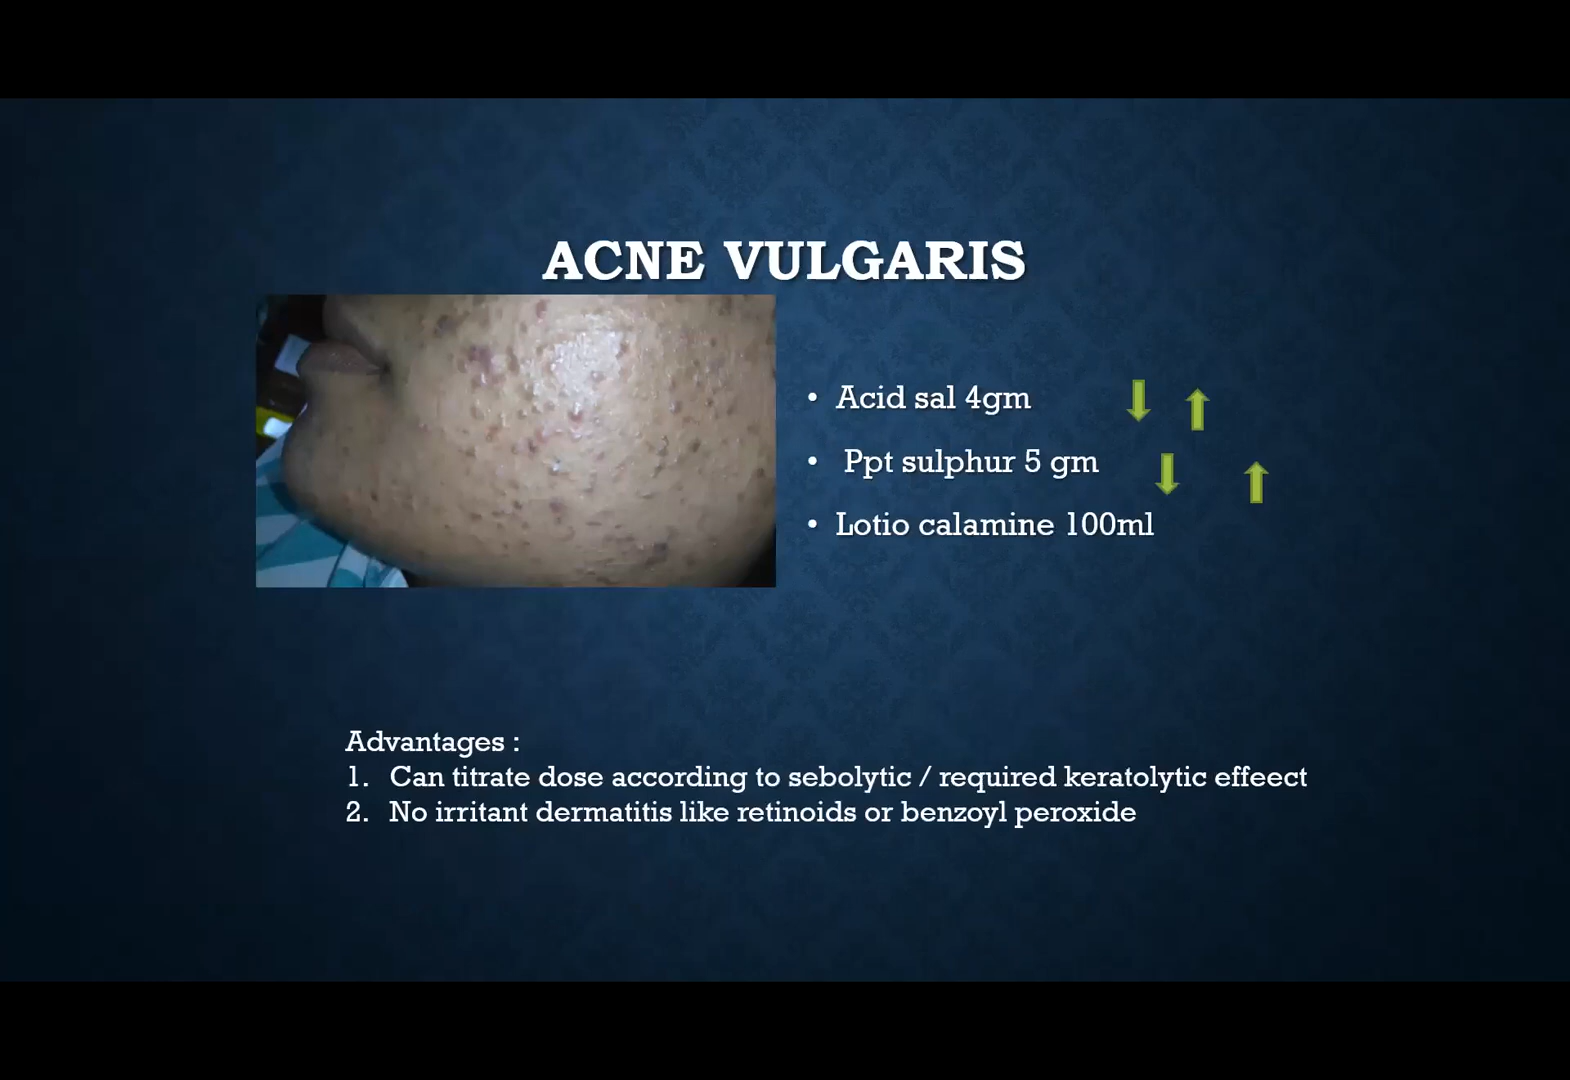 ACNE VULGARIS
• Acid sal 4gm
• Ppt sulphur 5 gm
• Lotio calamine 100ml
Advantages :
1. Can titrate dose according to sebolytic / required keratolytic effeect
2. No irritant dermatitis like retinoids or benzoyl peroxide